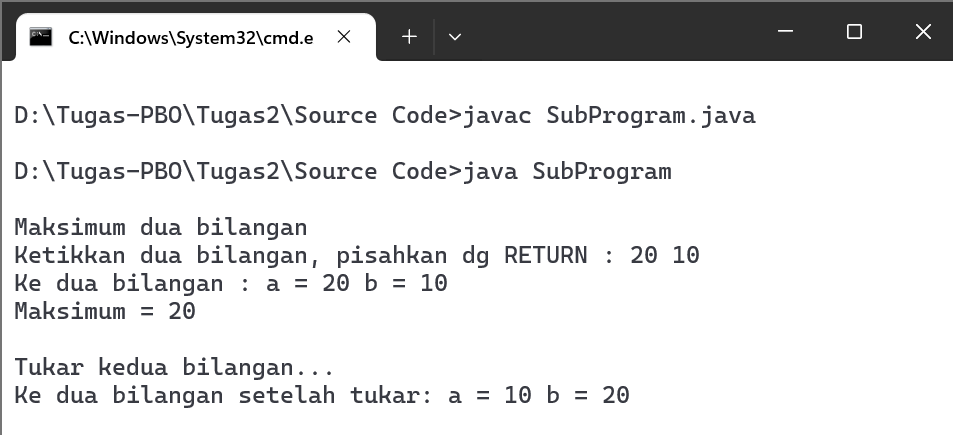 C:\Windows\System32\cmd.e
D:\Tugas-PBO\Tugas2\Source Code>javac SubProgram.java
D:\Tugas-PBO\Tugas2\Source Code>java SubProgram
Maksimum dua bilangan
Ketikkan dua bilangan, pisahkan dg RETURN : 20 10
Ke dua bilangan : a = 20 b = 10
Maksimum = 20
Tukar kedua bilangan...
Ke dua bilangan setelah tukar: a = 10 b = 20